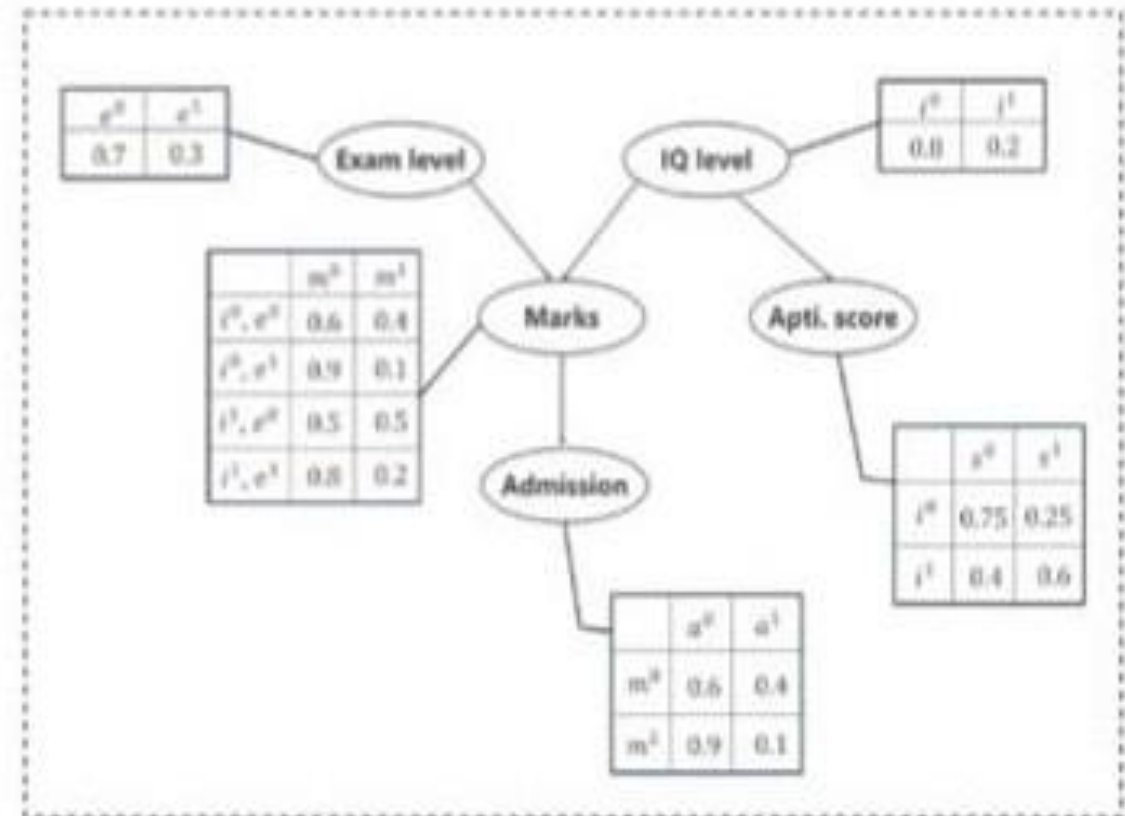 e⁰ e¹
0.7 0.3
Exam level
IQ level
i⁰ i¹
0.8 0.2
m⁰ m¹
i⁰, e⁰ 0.6 0.4
i⁰, e¹ 0.9 0.1
i¹, e⁰ 0.5 0.5
i¹, e¹ 0.8 0.2
Marks
Apti. score
Admission
s⁰ s¹
i⁰ 0.75 0.25
i¹ 0.4 0.6
a⁰ a¹
m⁰ 0.6 0.4
m¹ 0.9 0.1